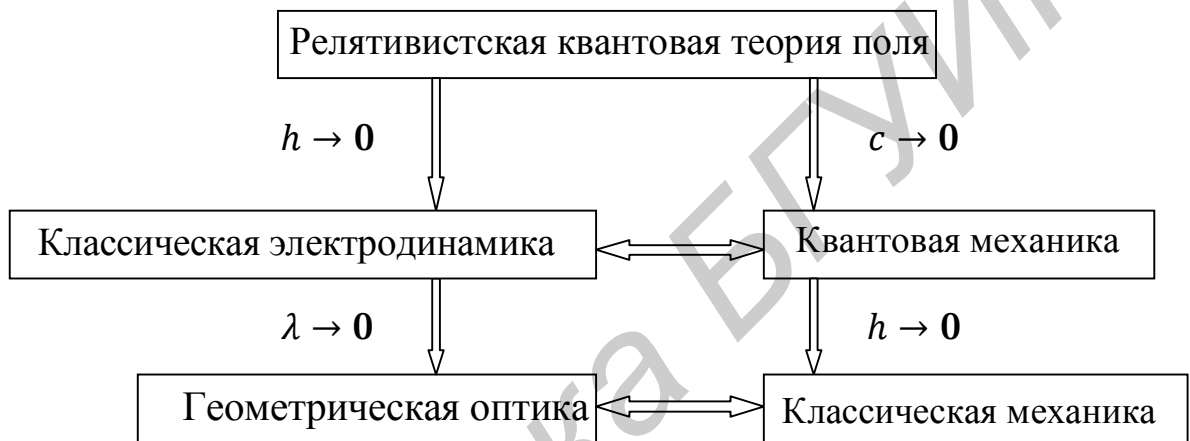 Релятивистская квантовая теория поля
h → 0
c → 0
Классическая электродинамика
Квантовая механика
λ → 0
h → 0
Геометрическая оптика
Классическая механика